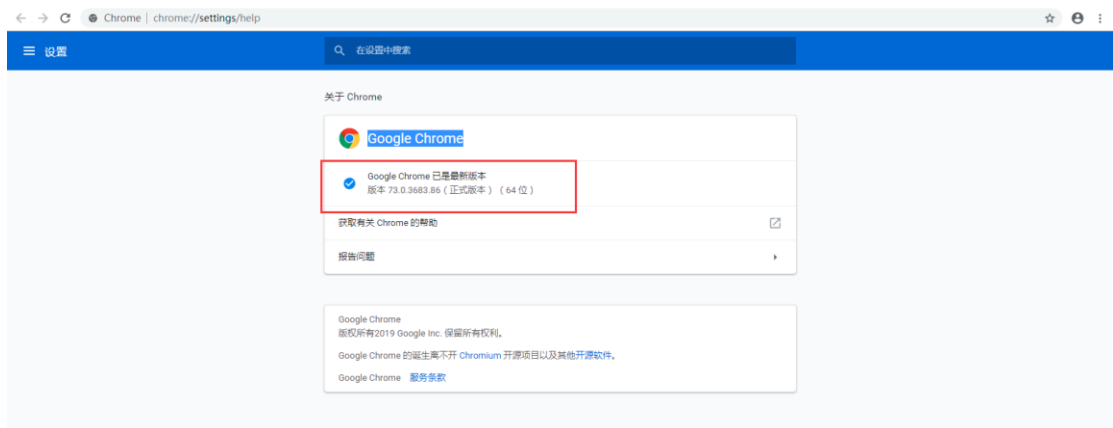 Chrome | chrome://settings/help
设置
在设置中搜索
关于 Chrome
Google Chrome
Google Chrome 已是最新版本
版本 73.0.3683.86 (正式版本) (64 位)
获取有关 Chrome 的帮助
报告问题
Google Chrome
版权所有2019 Google Inc. 保留所有权利。
Google Chrome 的诞生离不开 Chromium 开源项目以及其他开源软件。
Google Chrome 服务条款